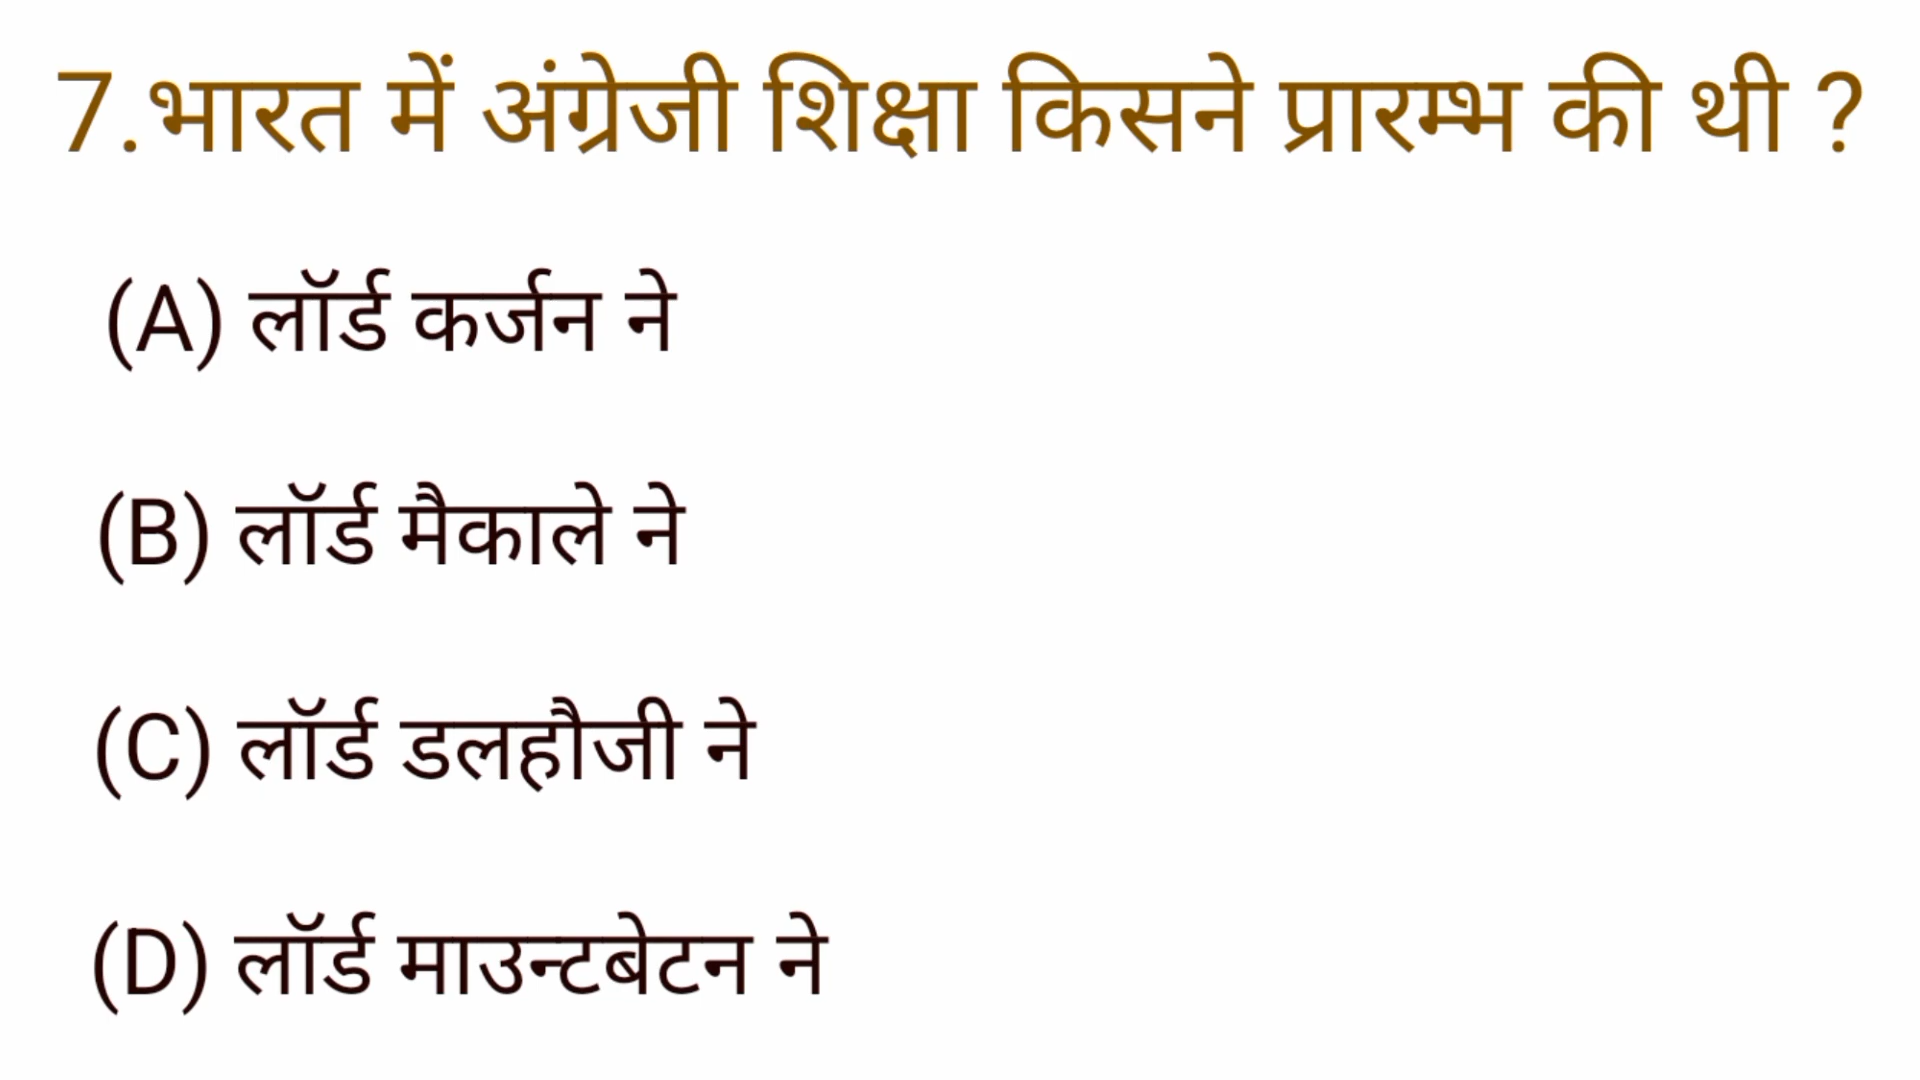 7.भारत में अंग्रेजी शिक्षा किसने प्रारम्भ की थी ?
(A) लॉर्ड कर्जन ने
(B) लॉर्ड मैकाले ने
(C) लॉर्ड डलहौजी ने
(D) लॉर्ड माउन्टबेटन ने